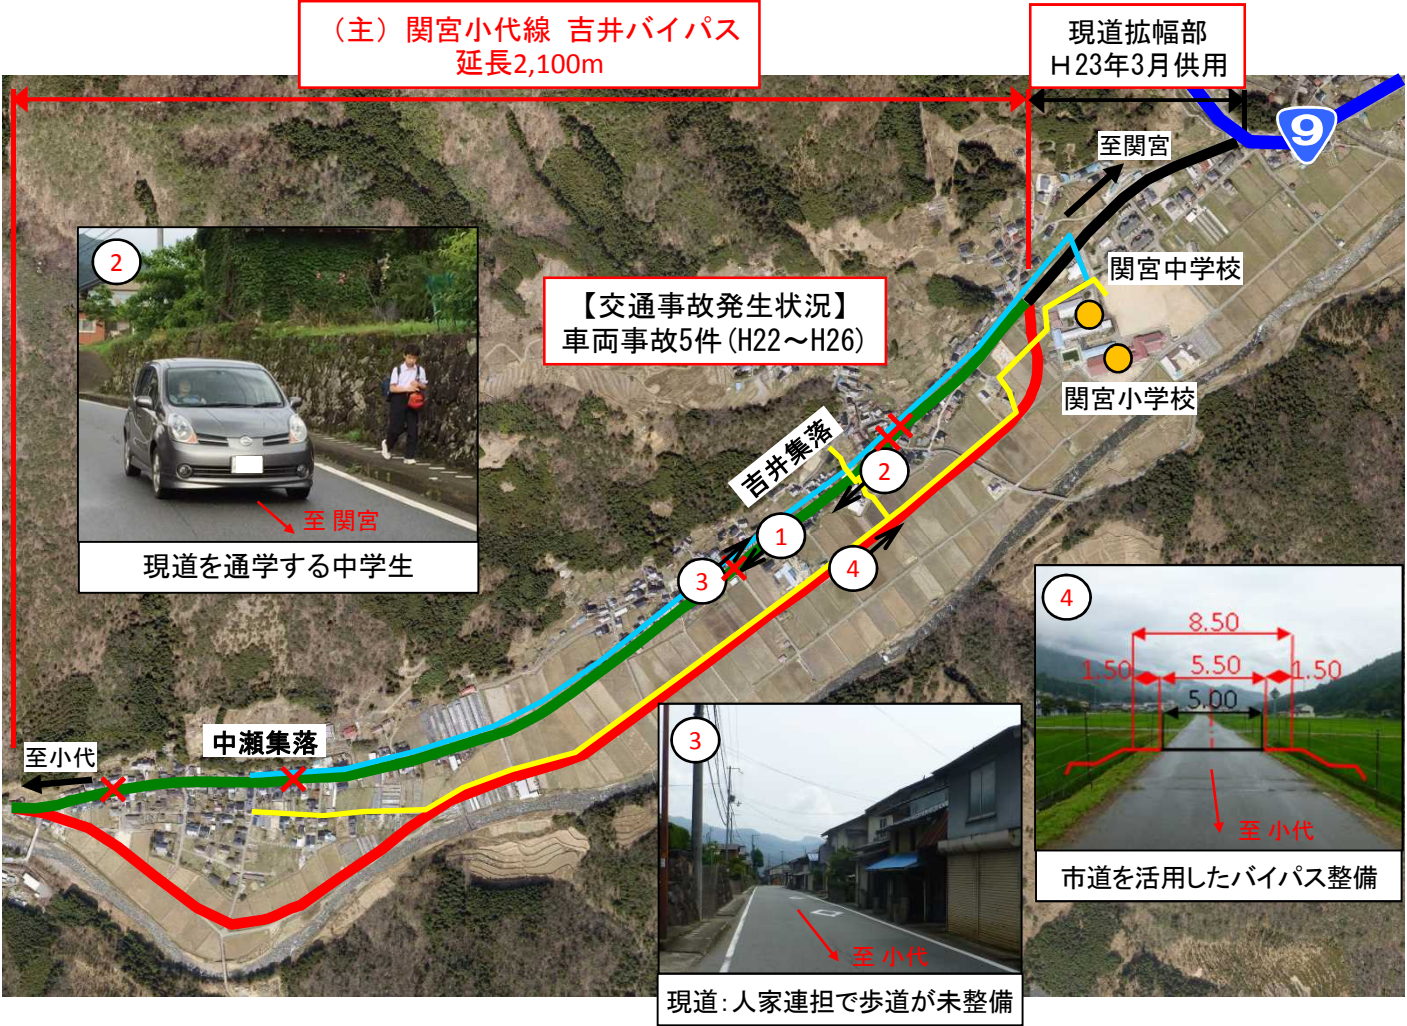 （主）関宮小代線 吉井バイパス
延長2,100m
現道拡幅部
H23年3月供用
9
至関宮
関宮中学校
2
【交通事故発生状況】
車両事故5件(H22～H26)
関宮小学校
吉井集落
2
至 関宮
現道を通学する中学生
1
3
4
4
8.50
1.50
5.50
1.50
5.00
至 小代
市道を活用したバイパス整備
中瀬集落
至小代
3
至 小代
現道：人家連担で歩道が未整備